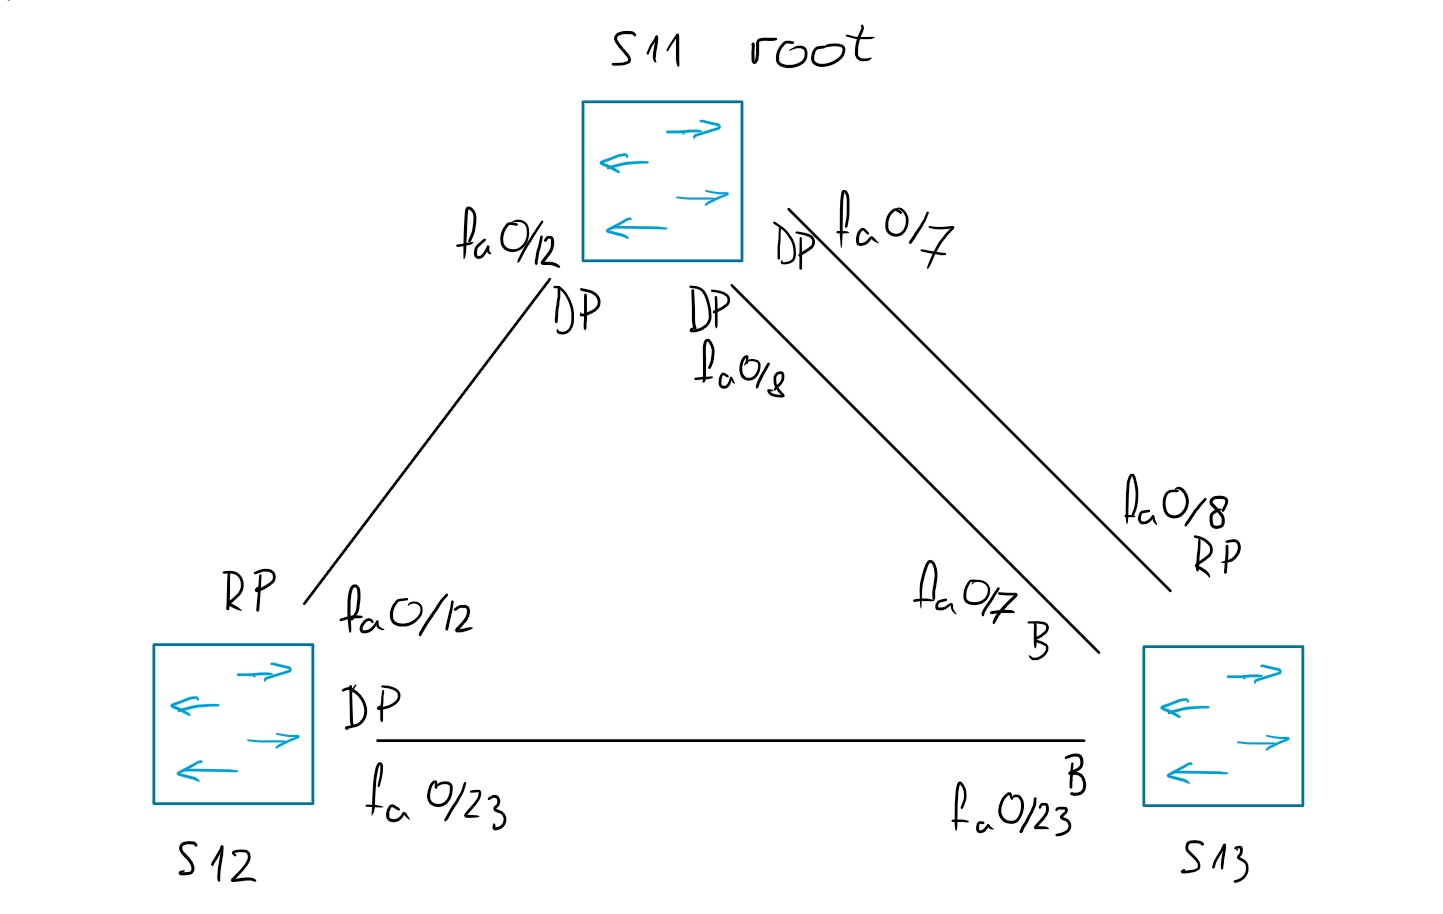 S11 root
fa 0/12
DP
DP
fa 0/8
DP
fa 0/7
fa 0/8
RP
fa 0/7
B
RP
fa 0/12
DP
fa 0/23
B
fa 0/23
S12
S13